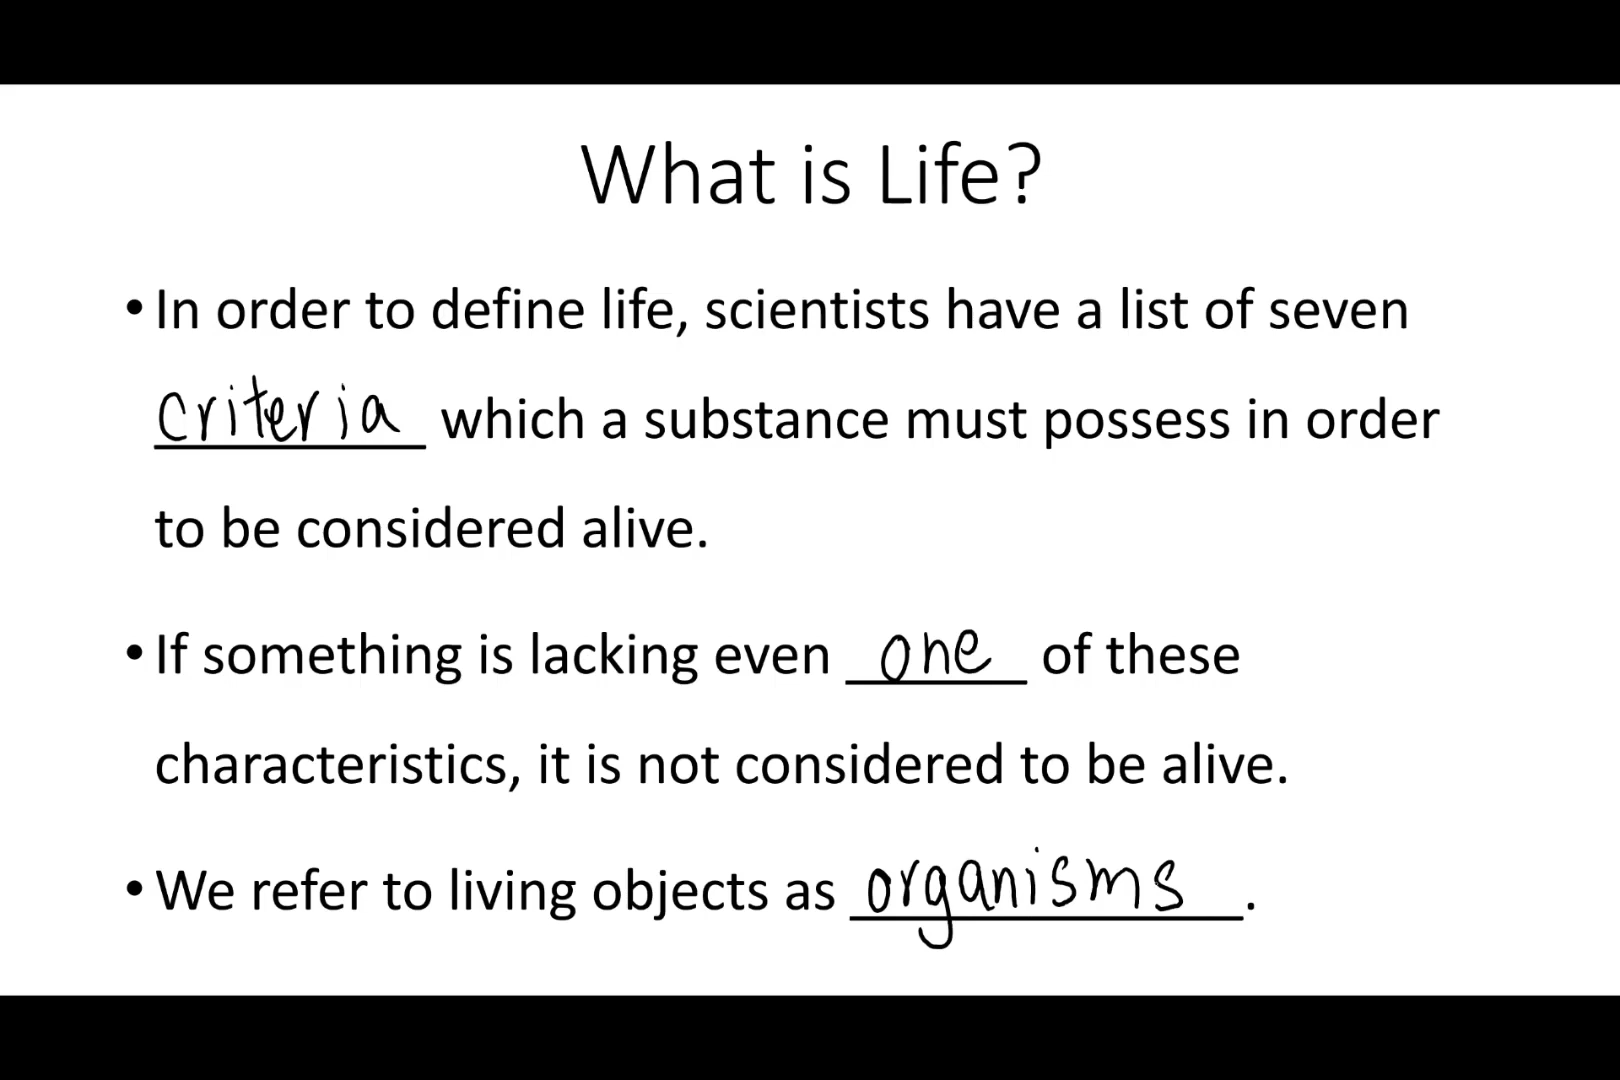 What is Life?
• In order to define life, scientists have a list of seven
criteria which a substance must possess in order
to be considered alive.
• If something is lacking even one of these
characteristics, it is not considered to be alive.
• We refer to living objects as organisms.